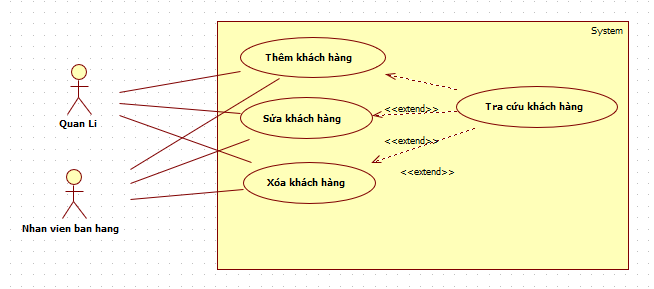 System
Thêm khách hàng
Tra cứu khách hàng
<<extend>>
Sửa khách hàng
Quan Li
<<extend>>
<<extend>>
Xóa khách hàng
Nhan vien ban hang